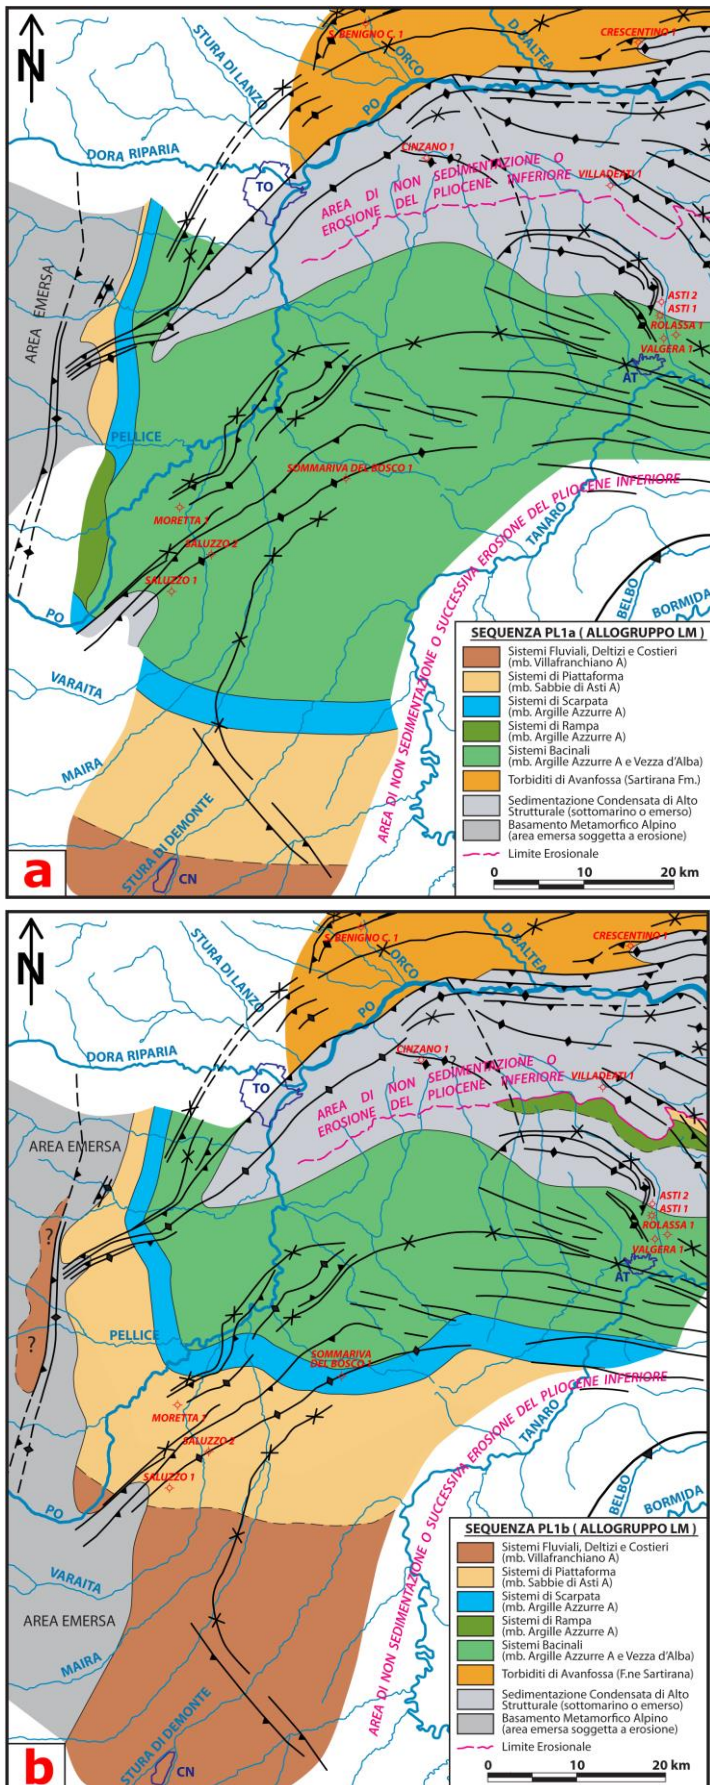 S. BENIGNO C. 1
CRESCENTINO 1
N
STURA DI LANZO
ORCO
D. BALTEA
PO
DORA RIPARIA
TO
CINZANO 1
?
AREA DI NON SEDIMENTAZIONE O
EROSIONE DEL PLIOCENE INFERIORE
VILLADEATI 1
AREA EMERSA
ASTI 2
ASTI 1
ROLASSA 1
VALGERA 1
AT
PELLICE
SOMMARIVA DEL BOSCO 1
MORETTA 1
SALUZZO 2
SALUZZO 1
AREA DI NON SEDIMENTAZIONE O SUCCESSIVA EROSIONE DEL PLIOCENE INFERIORE
TANARO
BELBO
BORMIDA
PO
VARAITA
MAIRA
STURA DI DEMONTE
CN
SEQUENZA PL1a ( ALLOGRUPPO LM )
Sistemi Fluviali, Deltizi e Costieri
(mb. Villafranchiano A)
Sistemi di Piattaforma
(mb. Sabbie di Asti A)
Sistemi di Scarpata
(mb. Argille Azzurre A)
Sistemi di Rampa
(mb. Argille Azzurre A)
Sistemi Bacinali
(mb. Argille Azzurre A e Vezza d'Alba)
Torbiditi di Avanfossa (Sartirana Fm.)
Sedimentazione Condensata di Alto
Strutturale (sottomarino o emerso)
Basamento Metamorfico Alpino
(area emersa soggetta a erosione)
Limite Erosionale
0 10 20 km
a
S. BENIGNO C. 1
CRESCENTINO 1
N
STURA DI LANZO
ORCO
D. BALTEA
PO
DORA RIPARIA
TO
CINZANO 1
?
AREA DI NON SEDIMENTAZIONE O
EROSIONE DEL PLIOCENE INFERIORE
VILLADEATI 1
AREA EMERSA
?
?
ASTI 2
ASTI 1
ROLASSA 1
VALGERA 1
AT
PELLICE
SOMMARIVA
DEL BOSCO 1
MORETTA 1
SALUZZO 2
SALUZZO 1
AREA DI NON SEDIMENTAZIONE O SUCCESSIVA EROSIONE DEL PLIOCENE INFERIORE
TANARO
BELBO
BORMIDA
PO
VARAITA
AREA EMERSA
MAIRA
STURA DI DEMONTE
CN
SEQUENZA PL1b ( ALLOGRUPPO LM )
Sistemi Fluviali, Deltizi e Costieri
(mb. Villafranchiano A)
Sistemi di Piattaforma
(mb. Sabbie di Asti A)
Sistemi di Scarpata
(mb. Argille Azzurre A)
Sistemi di Rampa
(mb. Argille Azzurre A)
Sistemi Bacinali
(mb. Argille Azzurre A e Vezza d'Alba)
Torbiditi di Avanfossa (F.ne Sartirana)
Sedimentazione Condensata di Alto
Strutturale (sottomarino o emerso)
Basamento Metamorfico Alpino
(area emersa soggetta a erosione)
Limite Erosionale
0 10 20 km
b